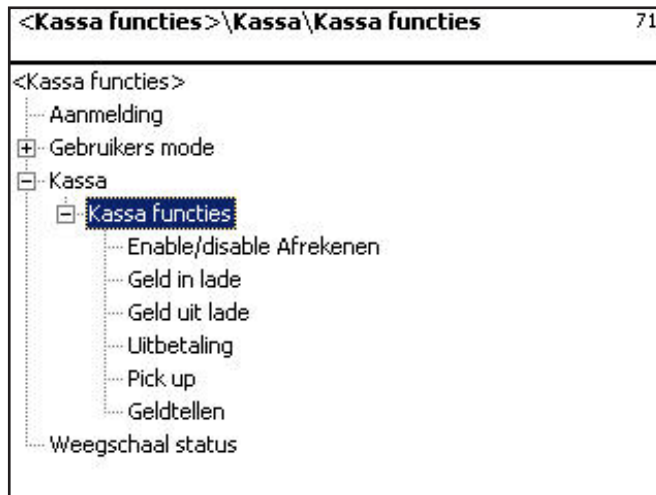 <Kassa functies>\Kassa\Kassa functies 71
<Kassa functies>
Aanmelding
Gebruikers mode
Kassa
Kassa functies
Enable/disable Afrekenen
Geld in lade
Geld uit lade
Uitbetaling
Pick up
Geldtellen
Weegschaal status